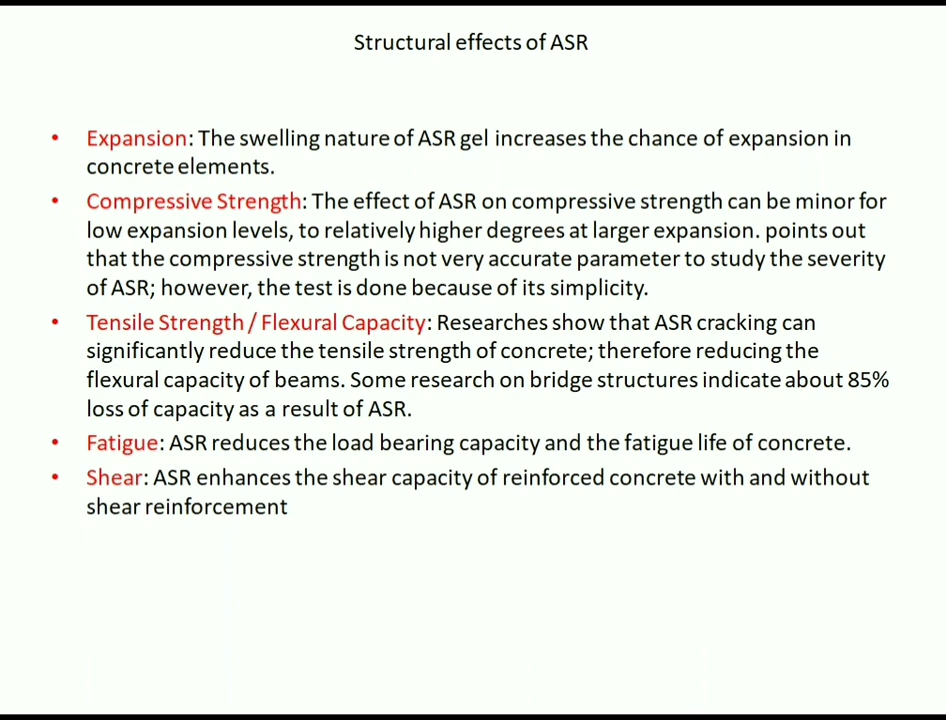 Structural effects of ASR
• Expansion: The swelling nature of ASR gel increases the chance of expansion in
concrete elements.
• Compressive Strength: The effect of ASR on compressive strength can be minor for
low expansion levels, to relatively higher degrees at larger expansion. points out
that the compressive strength is not very accurate parameter to study the severity
of ASR; however, the test is done because of its simplicity.
• Tensile Strength / Flexural Capacity: Researches show that ASR cracking can
significantly reduce the tensile strength of concrete; therefore reducing the
flexural capacity of beams. Some research on bridge structures indicate about 85%
loss of capacity as a result of ASR.
• Fatigue: ASR reduces the load bearing capacity and the fatigue life of concrete.
• Shear: ASR enhances the shear capacity of reinforced concrete with and without
shear reinforcement